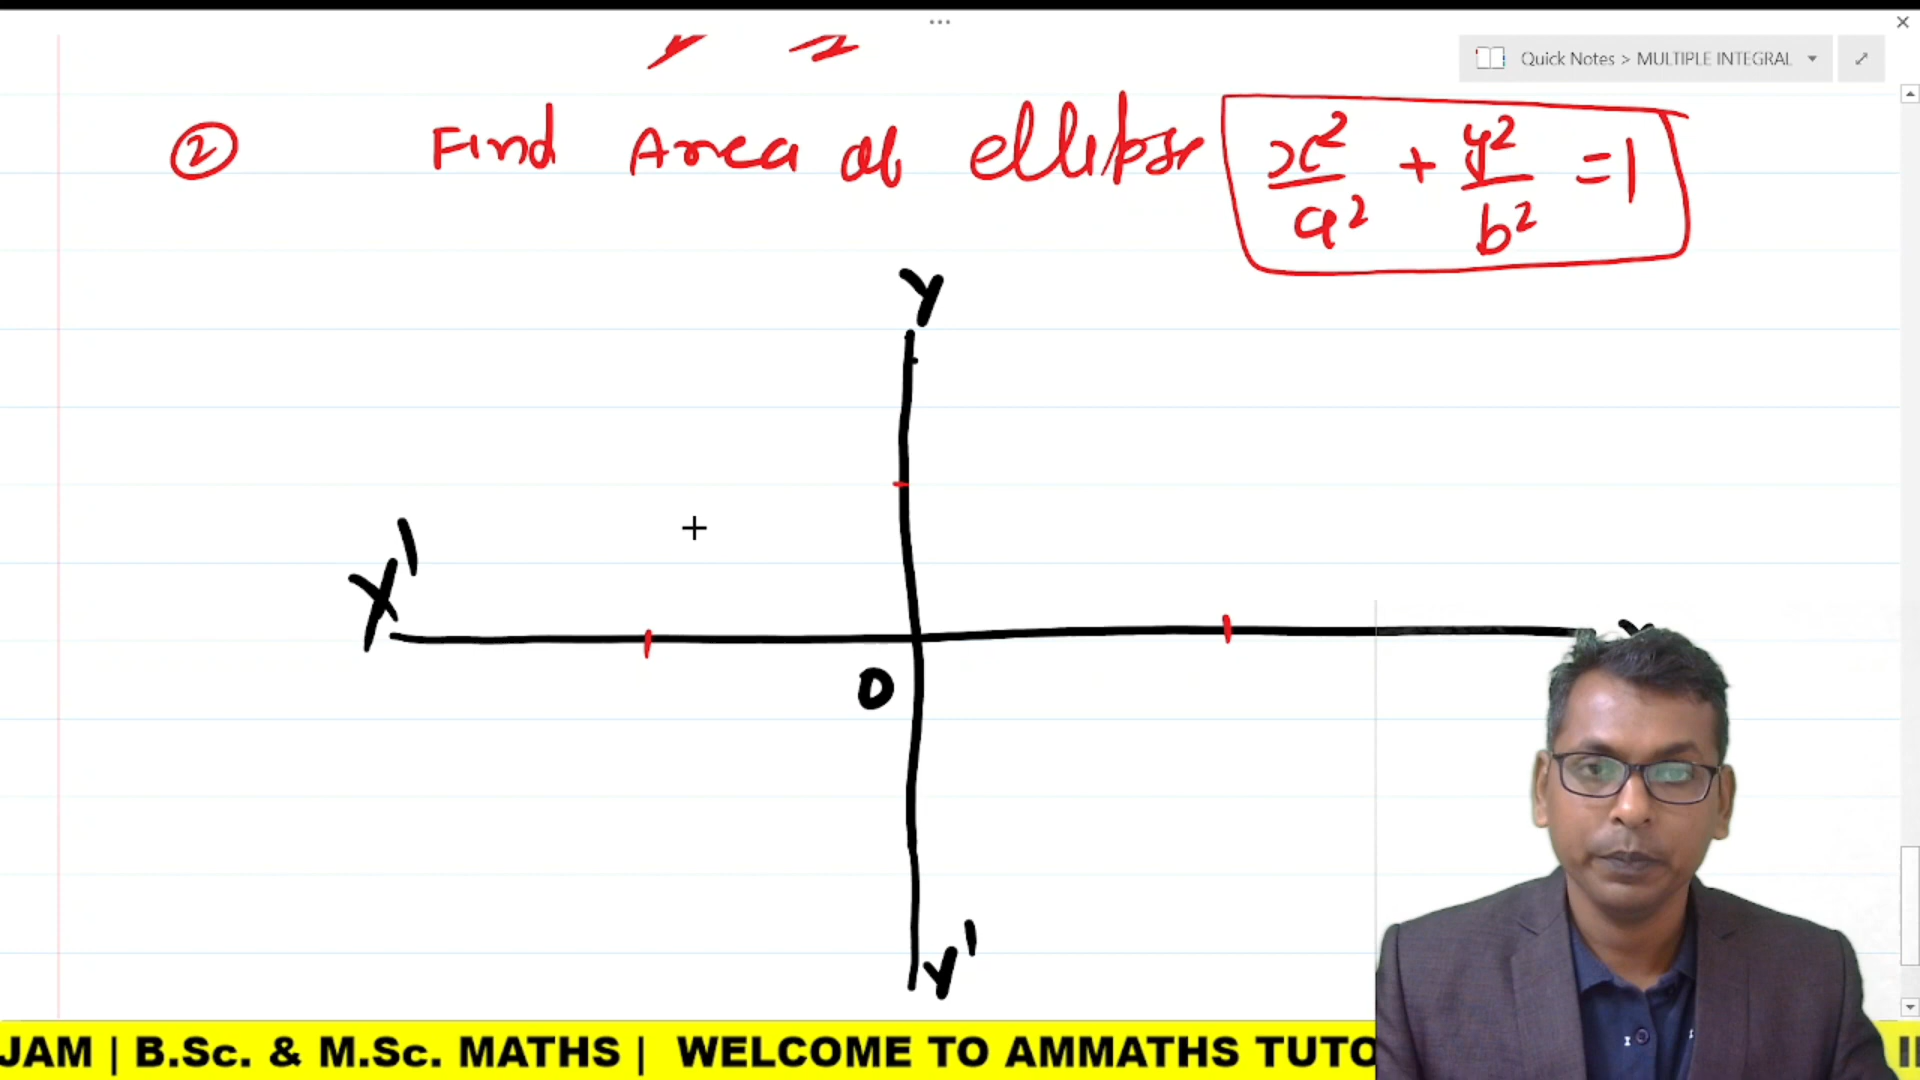 Quick Notes > MULTIPLE INTEGRAL
② Find Area of ellipse x²/a² + y²/b² = 1
Y
X'
O
Y'
JAM | B.Sc. & M.Sc. MATHS | WELCOME TO AMMATHS